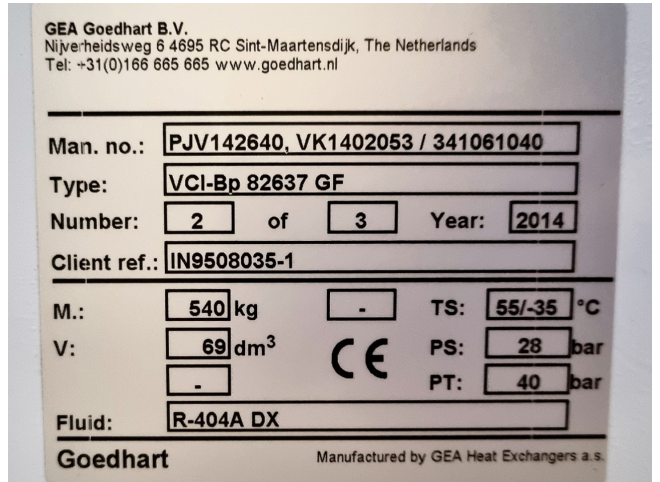 GEA Goedhart B.V.
Nijverheidsweg 6 4695 RC Sint-Maartensdijk, The Netherlands
Tel: +31(0)166 665 665 www.goedhart.nl
Man. no.: PJV142640, VK1402053 / 341061040
Type: VCI-Bp 82637 GF
Number: 2 of 3 Year: 2014
Client ref.: IN9508035-1
M.: 540 kg - TS: 55/-35 °C
V: 69 dm³ CE PS: 28 bar
- PT: 40 bar
Fluid: R-404A DX
Goedhart Manufactured by GEA Heat Exchangers a.s.